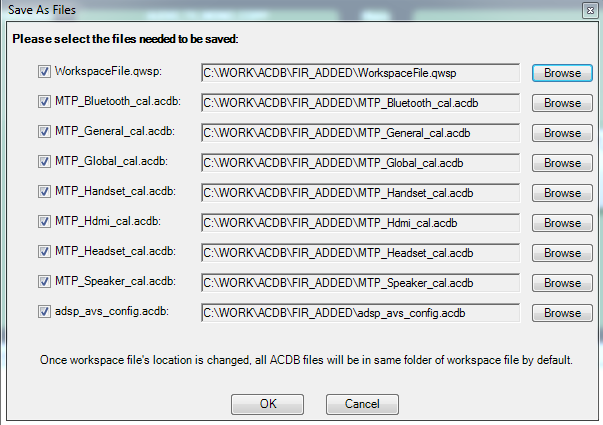 Save As Files
Please select the files needed to be saved:
WorkspaceFile.qwsp: C:\WORK\ACDB\FIR_ADDED\WorkspaceFile.qwsp Browse
MTP_Bluetooth_cal.acdb: C:\WORK\ACDB\FIR_ADDED\MTP_Bluetooth_cal.acdb Browse
MTP_General_cal.acdb: C:\WORK\ACDB\FIR_ADDED\MTP_General_cal.acdb Browse
MTP_Global_cal.acdb: C:\WORK\ACDB\FIR_ADDED\MTP_Global_cal.acdb Browse
MTP_Handset_cal.acdb: C:\WORK\ACDB\FIR_ADDED\MTP_Handset_cal.acdb Browse
MTP_Hdmi_cal.acdb: C:\WORK\ACDB\FIR_ADDED\MTP_Hdmi_cal.acdb Browse
MTP_Headset_cal.acdb: C:\WORK\ACDB\FIR_ADDED\MTP_Headset_cal.acdb Browse
MTP_Speaker_cal.acdb: C:\WORK\ACDB\FIR_ADDED\MTP_Speaker_cal.acdb Browse
adsp_avs_config.acdb: C:\WORK\ACDB\FIR_ADDED\adsp_avs_config.acdb Browse
Once workspace file's location is changed, all ACDB files will be in same folder of workspace file by default.
OK Cancel